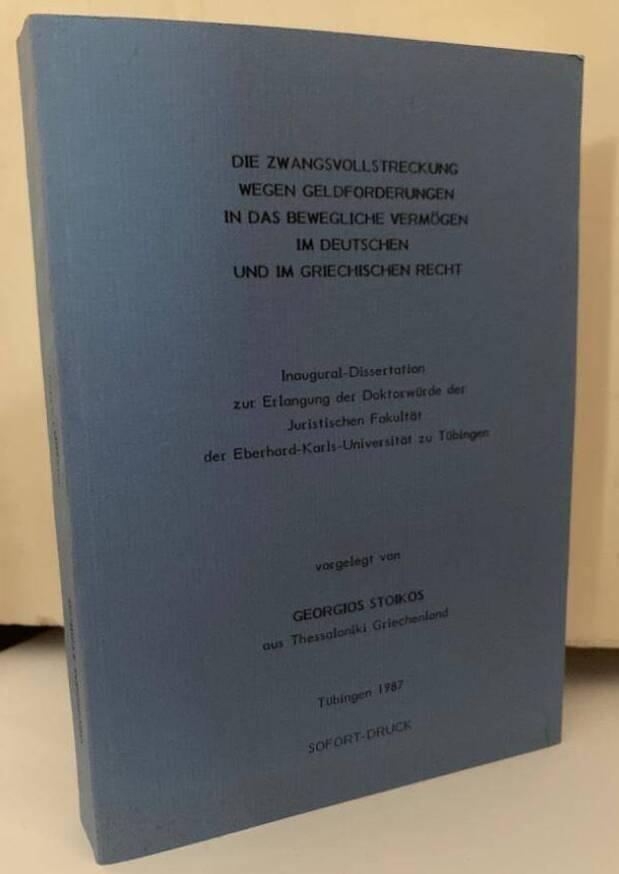 DIE ZWANGSVOLLSTRECKUNG
WEGEN GELDFORDERUNGEN
IN DAS BEWEGLICHE VERMÖGEN
IM DEUTSCHEN
UND IM GRIECHISCHEN RECHT
Inaugural-Dissertation
zur Erlangung der Doktorwürde der
Juristischen Fakultät
der Eberhard-Karls-Universität zu Tübingen
vorgelegt von
GEORGIOS STOIKOS
aus Thessaloniki Griechenland
Tübingen 1987
SOFORT-DRUCK